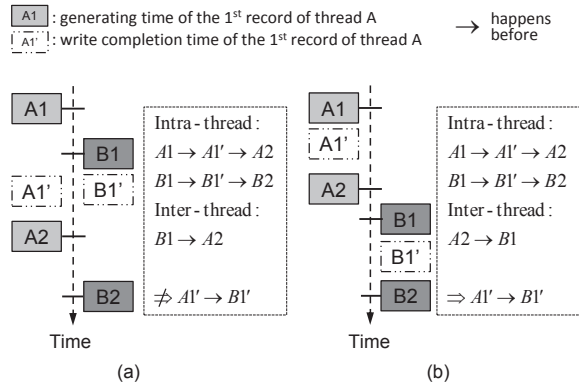 A1 : generating time of the 1st record of thread A
A1' : write completion time of the 1st record of thread A
→ happens before
A1
B1
A1'
B1'
A2
B2
Time
Intra-thread :
A1 → A1' → A2
B1 → B1' → B2
Inter-thread :
B1 → A2
⇏ A1' → B1'
(a)
A1
A1'
A2
B1
B1'
B2
Time
Intra-thread :
A1 → A1' → A2
B1 → B1' → B2
Inter-thread :
A2 → B1
⇒ A1' → B1'
(b)